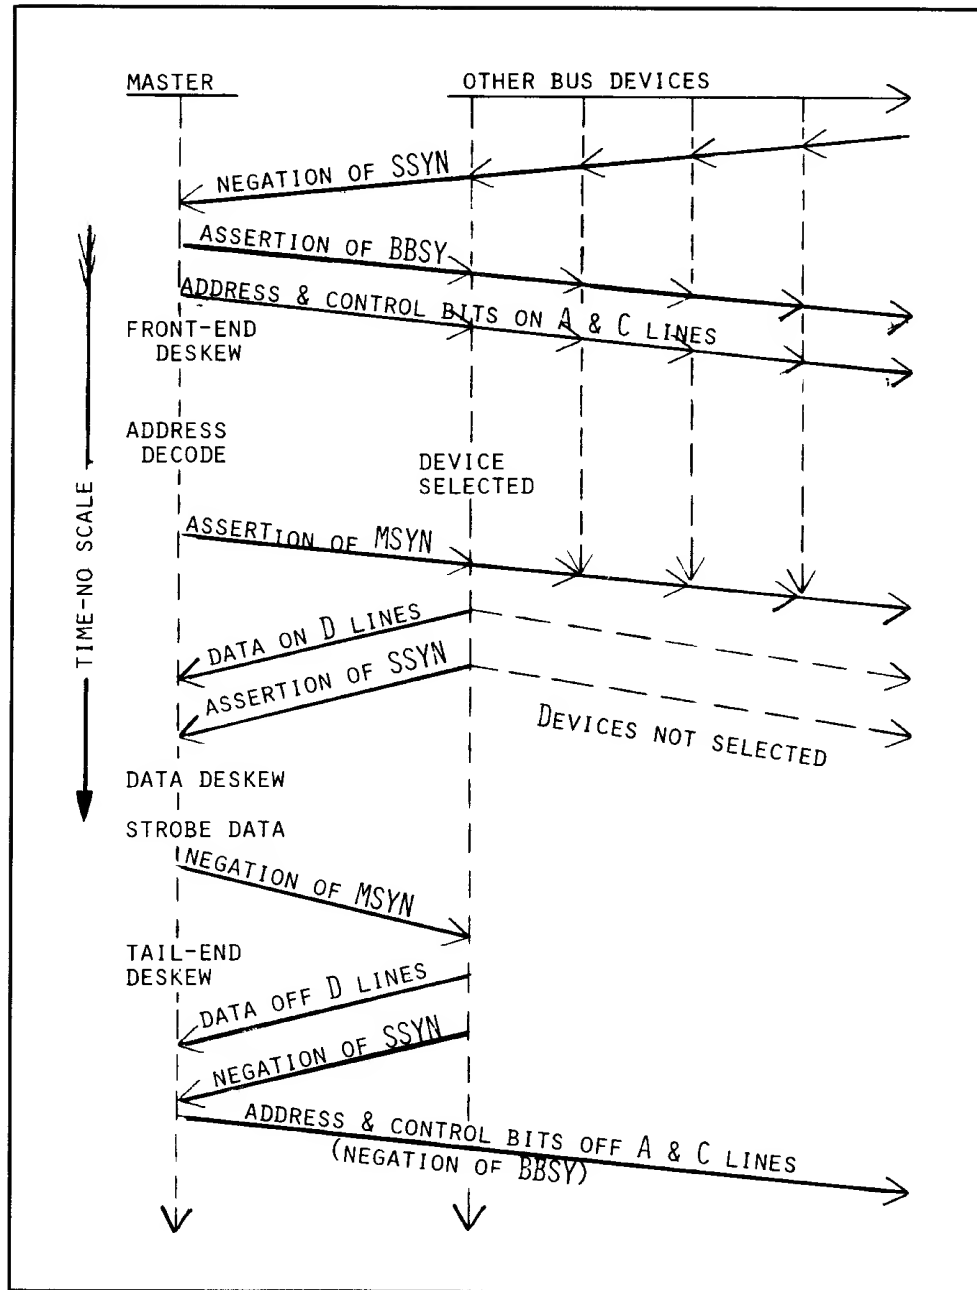 MASTER
OTHER BUS DEVICES
NEGATION OF SSYN
ASSERTION OF BBSY
ADDRESS & CONTROL BITS ON A & C LINES
FRONT-END
DESKEW
ADDRESS
DECODE
DEVICE
SELECTED
ASSERTION OF MSYN
TIME-NO SCALE
DATA ON D LINES
ASSERTION OF SSYN
DEVICES NOT SELECTED
DATA DESKEW
STROBE DATA
NEGATION OF MSYN
TAIL-END
DESKEW
DATA OFF D LINES
NEGATION OF SSYN
ADDRESS & CONTROL BITS OFF A & C LINES
(NEGATION OF BBSY)